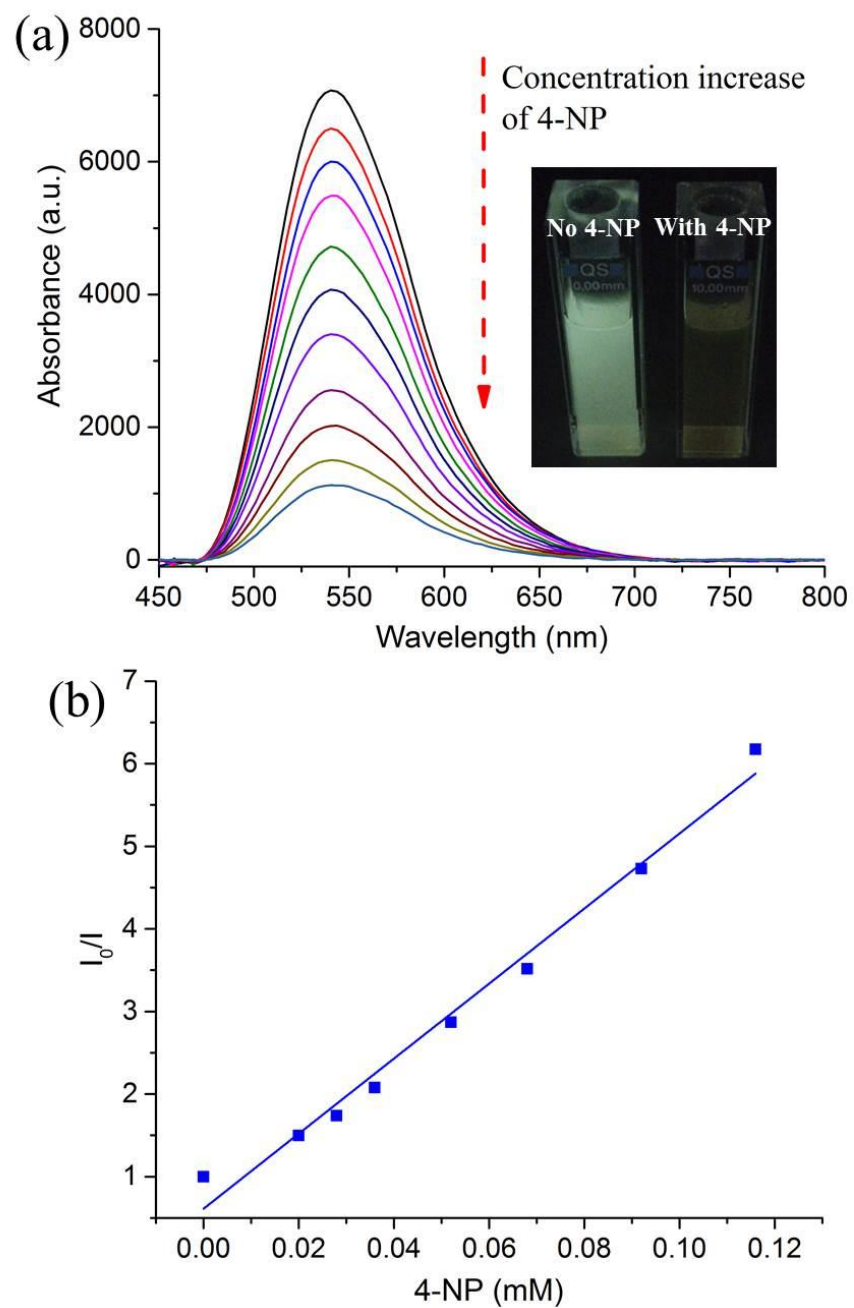 (a)
8000
6000
4000
2000
0
Absorbance (a.u.)
Concentration increase
of 4-NP
No 4-NP With 4-NP
QS QS
0,00mm 10,00mm
450 500 550 600 650 700 750 800
Wavelength (nm)
(b)
7
6
5
4
3
2
1
I₀/I
0.00 0.02 0.04 0.06 0.08 0.10 0.12
4-NP (mM)